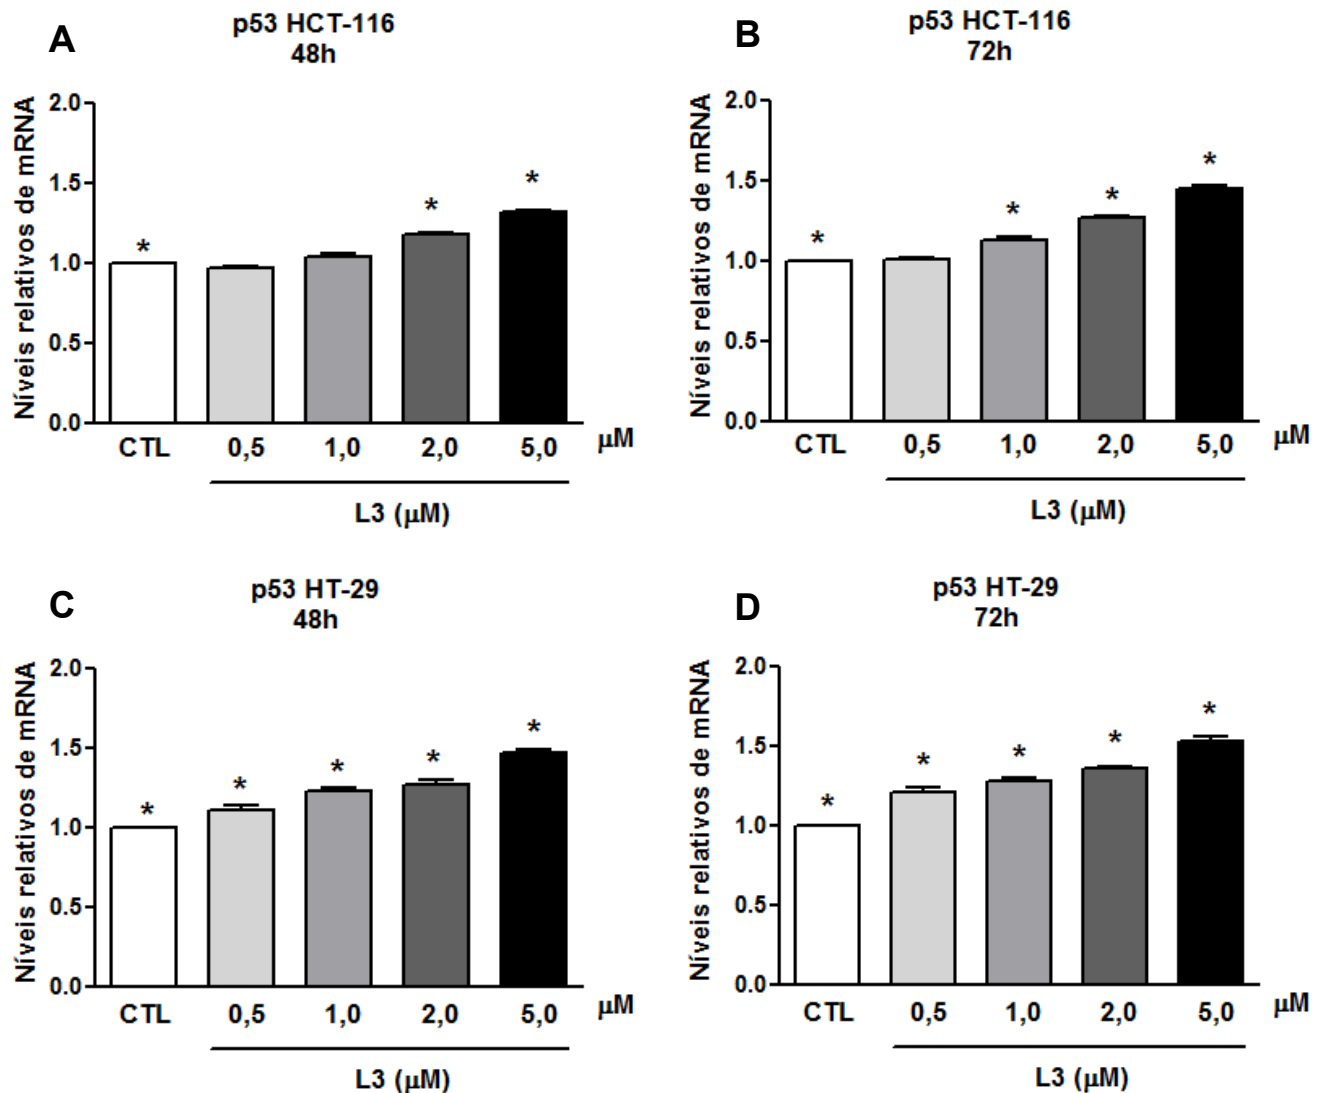 A
p53 HCT-116
48h
Níveis relativos de mRNA
2.0
1.5
1.0
0.5
0.0
*
*
*
CTL 0,5 1,0 2,0 5,0 µM
L3 (µM)
B
p53 HCT-116
72h
Níveis relativos de mRNA
2.0
1.5
1.0
0.5
0.0
*
*
*
*
CTL 0,5 1,0 2,0 5,0 µM
L3 (µM)
C
p53 HT-29
48h
Níveis relativos de mRNA
2.0
1.5
1.0
0.5
0.0
*
*
*
*
*
CTL 0,5 1,0 2,0 5,0 µM
L3 (µM)
D
p53 HT-29
72h
Níveis relativos de mRNA
2.0
1.5
1.0
0.5
0.0
*
*
*
*
*
CTL 0,5 1,0 2,0 5,0 µM
L3 (µM)